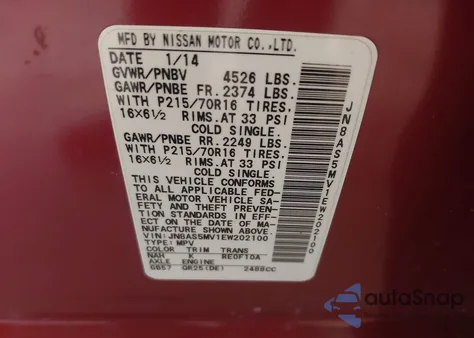 MFD BY NISSAN MOTOR CO.,LTD.
DATE 1/14
GVWR/PNBV 4526 LBS.
GAWR/PNBE FR. 2374 LBS.
WITH P215/70R16 TIRES,
16X6½ RIMS.AT 33 PSI
COLD SINGLE.
GAWR/PNBE RR. 2249 LBS.
WITH P215/70R16 TIRES,
16X6½ RIMS.AT 33 PSI
COLD SINGLE.
THIS VEHICLE CONFORMS
TO ALL APPLICABLE FED-
ERAL MOTOR VEHICLE SA-
FETY AND THEFT PREVEN-
TION STANDARDS IN EFF-
ECT ON THE DATE OF MA-
NUFACTURE SHOWN ABOVE.
VIN:JN8AS5MV1EW202100
TYPE:MPV
COLOR TRIM TRANS
NAH K RE0F10A
AXLE ENGINE
0B57 QR25(DE) 2488CC
JN8AS5MV1EW202100
autoSnap